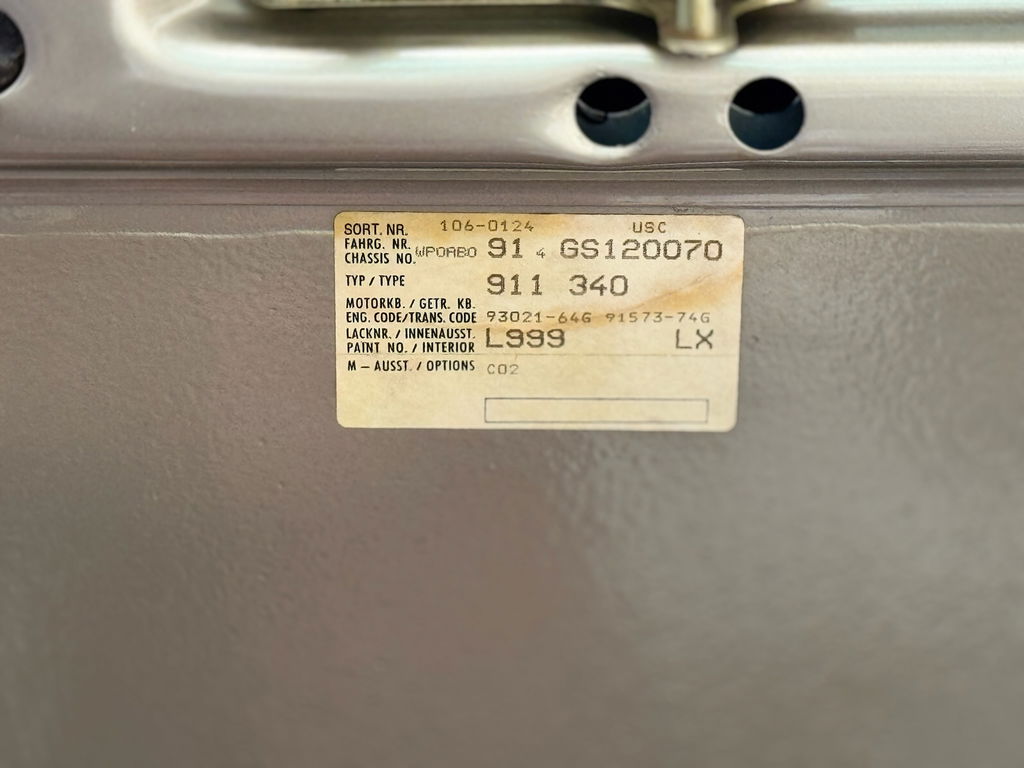 SORT. NR. 106-0124 USC
FAHRG. NR.
CHASSIS NO. WP0AB0 91 4 GS120070
TYP / TYPE 911 340
MOTORKB. / GETR. KB.
ENG. CODE/TRANS. CODE 93021-64G 91573-74G
LACKNR. / INNENAUSST.
PAINT NO. / INTERIOR L999 LX
M – AUSST. / OPTIONS C02